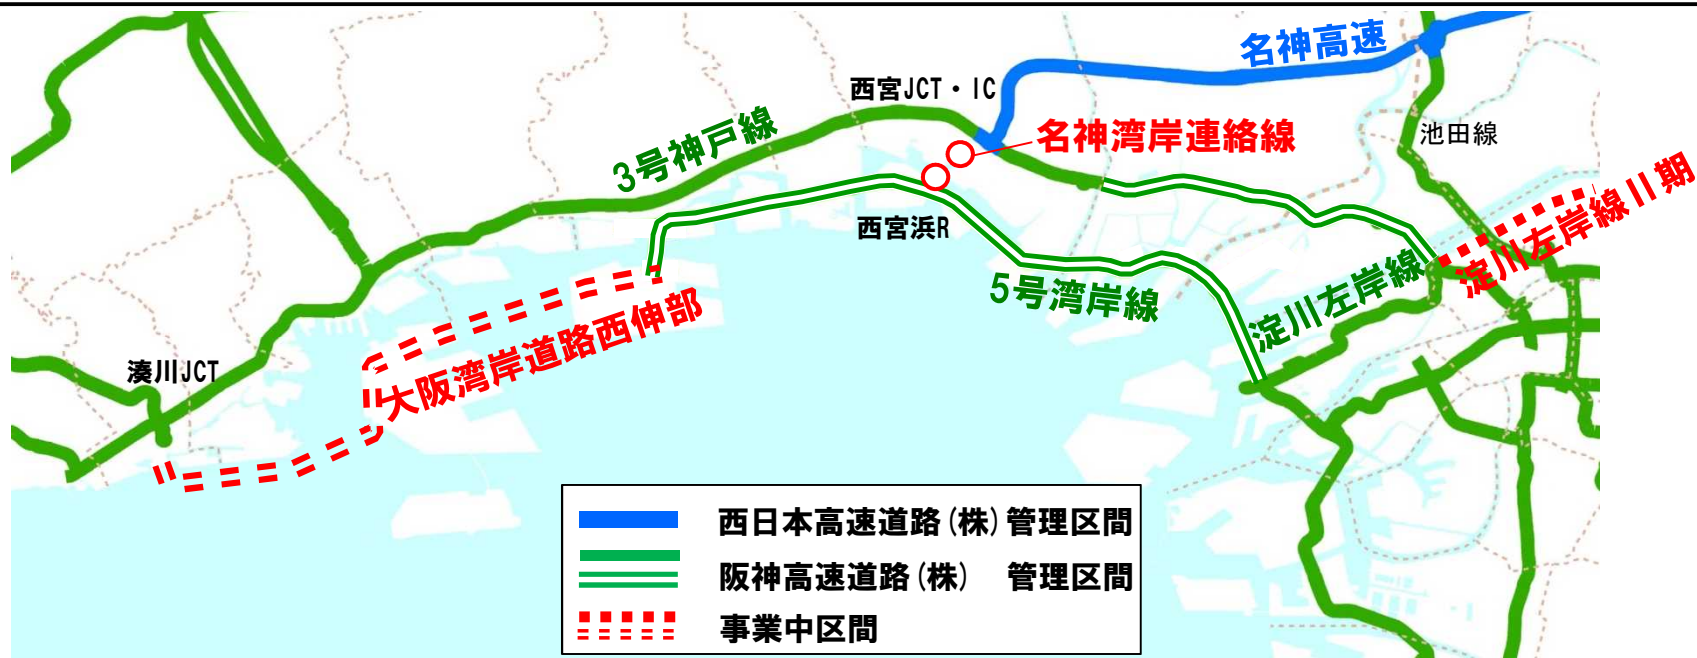 名神高速
西宮JCT・IC
3号神戸線
名神湾岸連絡線
池田線
淀川左岸線II期
西宮浜R
5号湾岸線
淀川左岸線
大阪湾岸道路西伸部
湊川JCT
西日本高速道路(株)管理区間
阪神高速道路(株) 管理区間
事業中区間